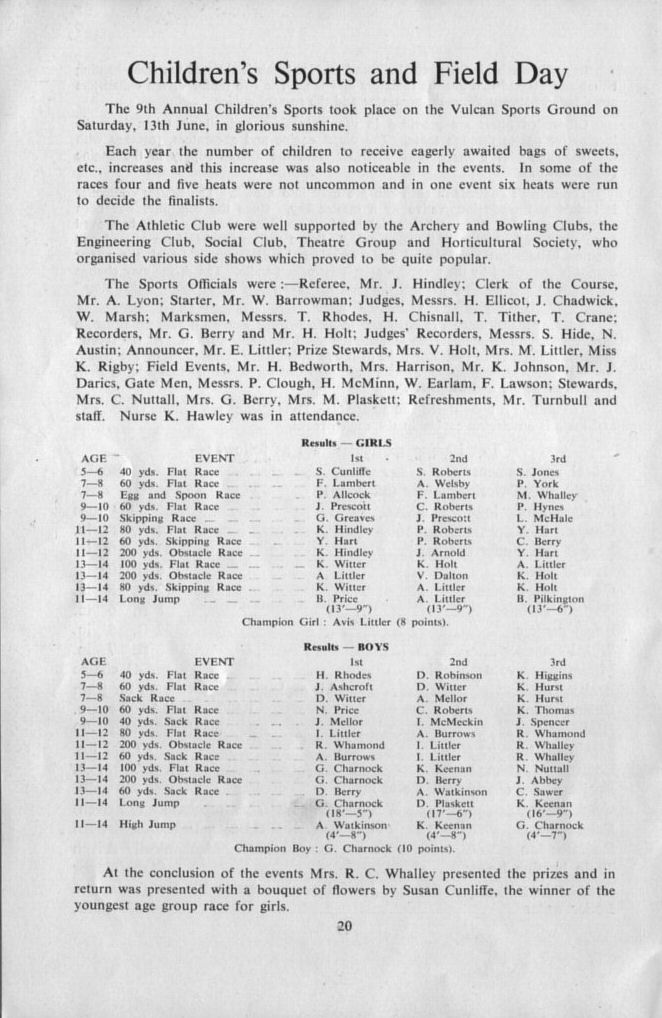 Children's Sports and Field Day
The 9th Annual Children's Sports took place on the Vulcan Sports Ground on
Saturday, 13th June, in glorious sunshine.
Each year the number of children to receive eagerly awaited bags of sweets,
etc., increases and this increase was also noticeable in the events. In some of the
races four and five heats were not uncommon and in one event six heats were run
to decide the finalists.
The Athletic Club were well supported by the Archery and Bowling Clubs, the
Engineering Club, Social Club, Theatre Group and Horticultural Society, who
organised various side shows which proved to be quite popular.
The Sports Officials were :—Referee, Mr. J. Hindley; Clerk of the Course,
Mr. A. Lyon; Starter, Mr. W. Barrowman; Judges, Messrs. H. Ellicot, J. Chadwick,
W. Marsh; Marksmen, Messrs. T. Rhodes, H. Chisnall, T. Tither, T. Crane;
Recorders, Mr. G. Berry and Mr. H. Holt; Judges' Recorders, Messrs. S. Hide, N.
Austin; Announcer, Mr. E. Littler; Prize Stewards, Mrs. V. Holt, Mrs. M. Littler, Miss
K. Rigby; Field Events, Mr. H. Bedworth, Mrs. Harrison, Mr. K. Johnson, Mr. J.
Darics, Gate Men, Messrs. P. Clough, H. McMinn, W. Earlam, F. Lawson; Stewards,
Mrs. C. Nuttall, Mrs. G. Berry, Mrs. M. Plaskett; Refreshments, Mr. Turnbull and
staff. Nurse K. Hawley was in attendance.
Results — GIRLS
AGE EVENT 1st 2nd 3rd
5—6 40 yds. Flat Race S. Cunliffe S. Roberts S. Jones
7—8 60 yds. Flat Race F. Lambert A. Welsby P. York
7—8 Egg and Spoon Race P. Allcock F. Lambert M. Whalley
9—10 60 yds. Flat Race J. Prescott C. Roberts P. Hynes
9—10 Skipping Race G. Greaves J. Prescott L. McHale
11—12 80 yds. Flat Race K. Hindley P. Roberts Y. Hart
11—12 60 yds. Skipping Race Y. Hart P. Roberts C. Berry
11—12 200 yds. Obstacle Race K. Hindley J. Arnold Y. Hart
13—14 100 yds. Flat Race K. Witter K. Holt A. Littler
13—14 200 yds. Obstacle Race A Littler V. Dalton K. Holt
13—14 80 yds. Skipping Race K. Witter A. Littler K. Holt
11—14 Long Jump B. Price A. Littler B. Pilkington
(13'—9") (13'—9") (13'—6")
Champion Girl : Avis Littler (8 points).
Results — BOYS
AGE EVENT 1st 2nd 3rd
5—6 40 yds. Flat Race H. Rhodes D. Robinson K. Higgins
7—8 60 yds. Flat Race J. Ashcroft D. Witter K. Hurst
7—8 Sack Race D. Witter A. Mellor K. Hurst
9—10 60 yds. Flat Race N. Price C. Roberts K. Thomas
9—10 40 yds. Sack Race J. Mellor I. McMeckin J. Spencer
11—12 80 yds. Flat Race I. Littler A. Burrows R. Whamond
11—12 200 yds. Obstacle Race R. Whamond I. Littler R. Whalley
11—12 60 yds. Sack Race A. Burrows I. Littler R. Whalley
13—14 100 yds. Flat Race G. Charnock K. Keenan N. Nuttall
13—14 200 yds. Obstacle Race G. Charnock D. Berry J. Abbey
13—14 60 yds. Sack Race D. Berry A. Watkinson C. Sawer
11—14 Long Jump G. Charnock D. Plaskett K. Keenan
(18'—5") (17'—6") (16'—9")
11—14 High Jump A. Watkinson K. Keenan G. Charnock
(4'—8") (4'—8") (4'—7")
Champion Boy : G. Charnock (10 points).
At the conclusion of the events Mrs. R. C. Whalley presented the prizes and in
return was presented with a bouquet of flowers by Susan Cunliffe, the winner of the
youngest age group race for girls.
20